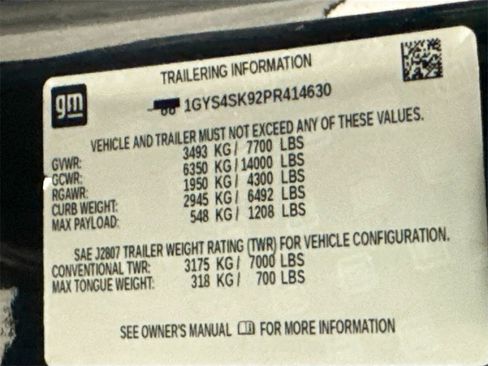 TRAILERING INFORMATION
gm
1GYS4SK92PR414630
VEHICLE AND TRAILER MUST NOT EXCEED ANY OF THESE VALUES.
GVWR: 3493 KG / 7700 LBS
GCWR: 6350 KG / 14000 LBS
RGAWR: 1950 KG / 4300 LBS
CURB WEIGHT: 2945 KG / 6492 LBS
MAX PAYLOAD: 548 KG / 1208 LBS
SAE J2807 TRAILER WEIGHT RATING (TWR) FOR VEHICLE CONFIGURATION.
CONVENTIONAL TWR: 3175 KG / 7000 LBS
MAX TONGUE WEIGHT: 318 KG / 700 LBS
SEE OWNER'S MANUAL FOR MORE INFORMATION